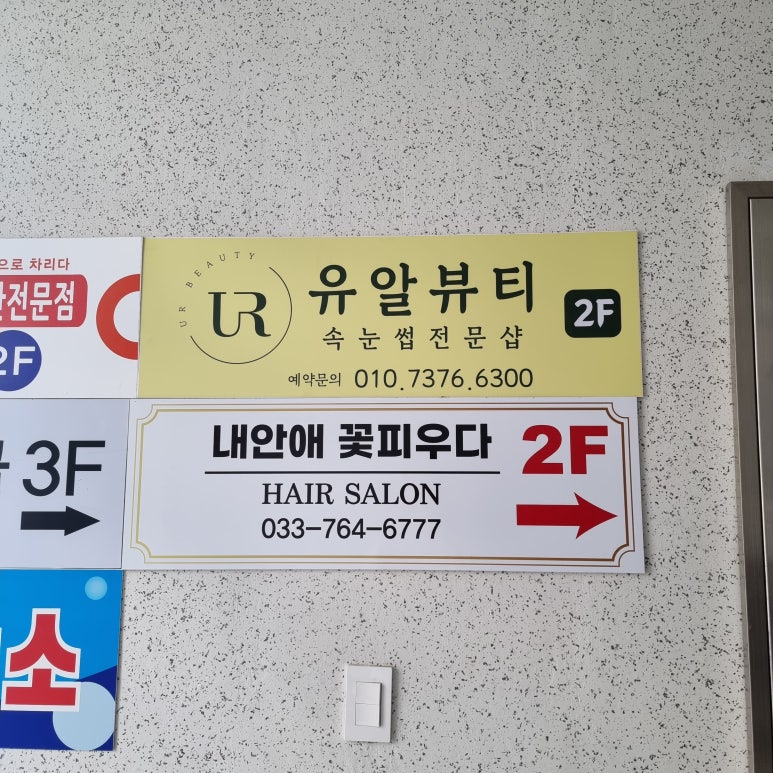 으로 차리다
전문점
2F
UR BEAUTY
UR
유알뷰티
속눈썹전문샵
2F
예약문의 010.7376.6300
3F
내안애 꽃피우다
HAIR SALON
033-764-6777
2F
소